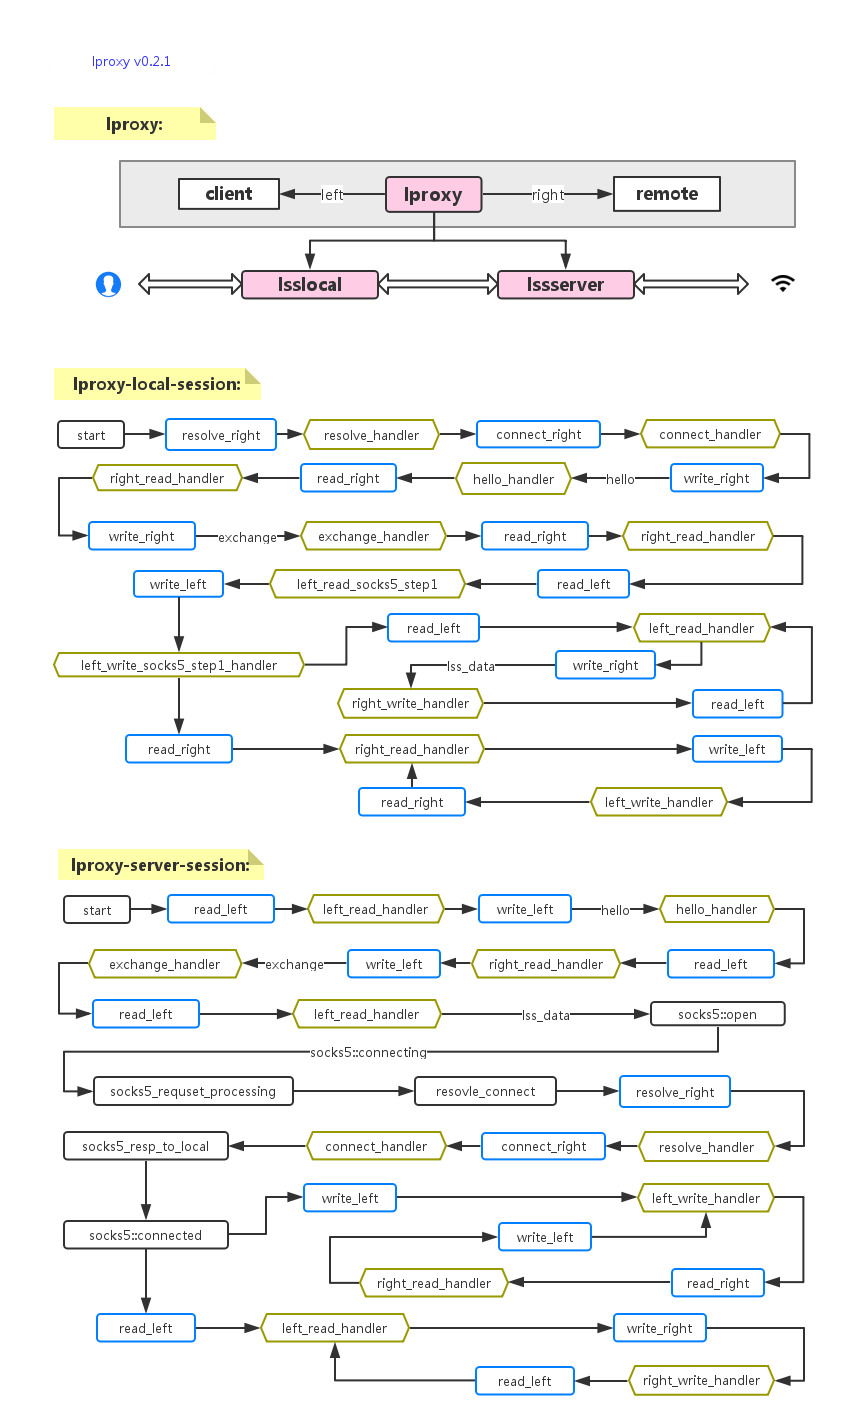 lproxy v0.2.1
lproxy:
client
left
lproxy
right
remote
lsslocal
lssserver
lproxy-local-session:
start
resolve_right
resolve_handler
connect_right
connect_handler
right_read_handler
read_right
hello_handler
hello
write_right
write_right
exchange
exchange_handler
read_right
right_read_handler
write_left
left_read_socks5_step1
read_left
read_left
left_read_handler
left_write_socks5_step1_handler
lss_data
write_right
right_write_handler
read_left
read_right
right_read_handler
write_left
read_right
left_write_handler
lproxy-server-session:
start
read_left
left_read_handler
write_left
hello
hello_handler
exchange_handler
exchange
write_left
right_read_handler
read_left
read_left
left_read_handler
lss_data
socks5::open
socks5::connecting
socks5_requset_processing
resovle_connect
resolve_right
socks5_resp_to_local
connect_handler
connect_right
resolve_handler
write_left
left_write_handler
socks5::connected
write_left
right_read_handler
read_right
read_left
left_read_handler
write_right
read_left
right_write_handler